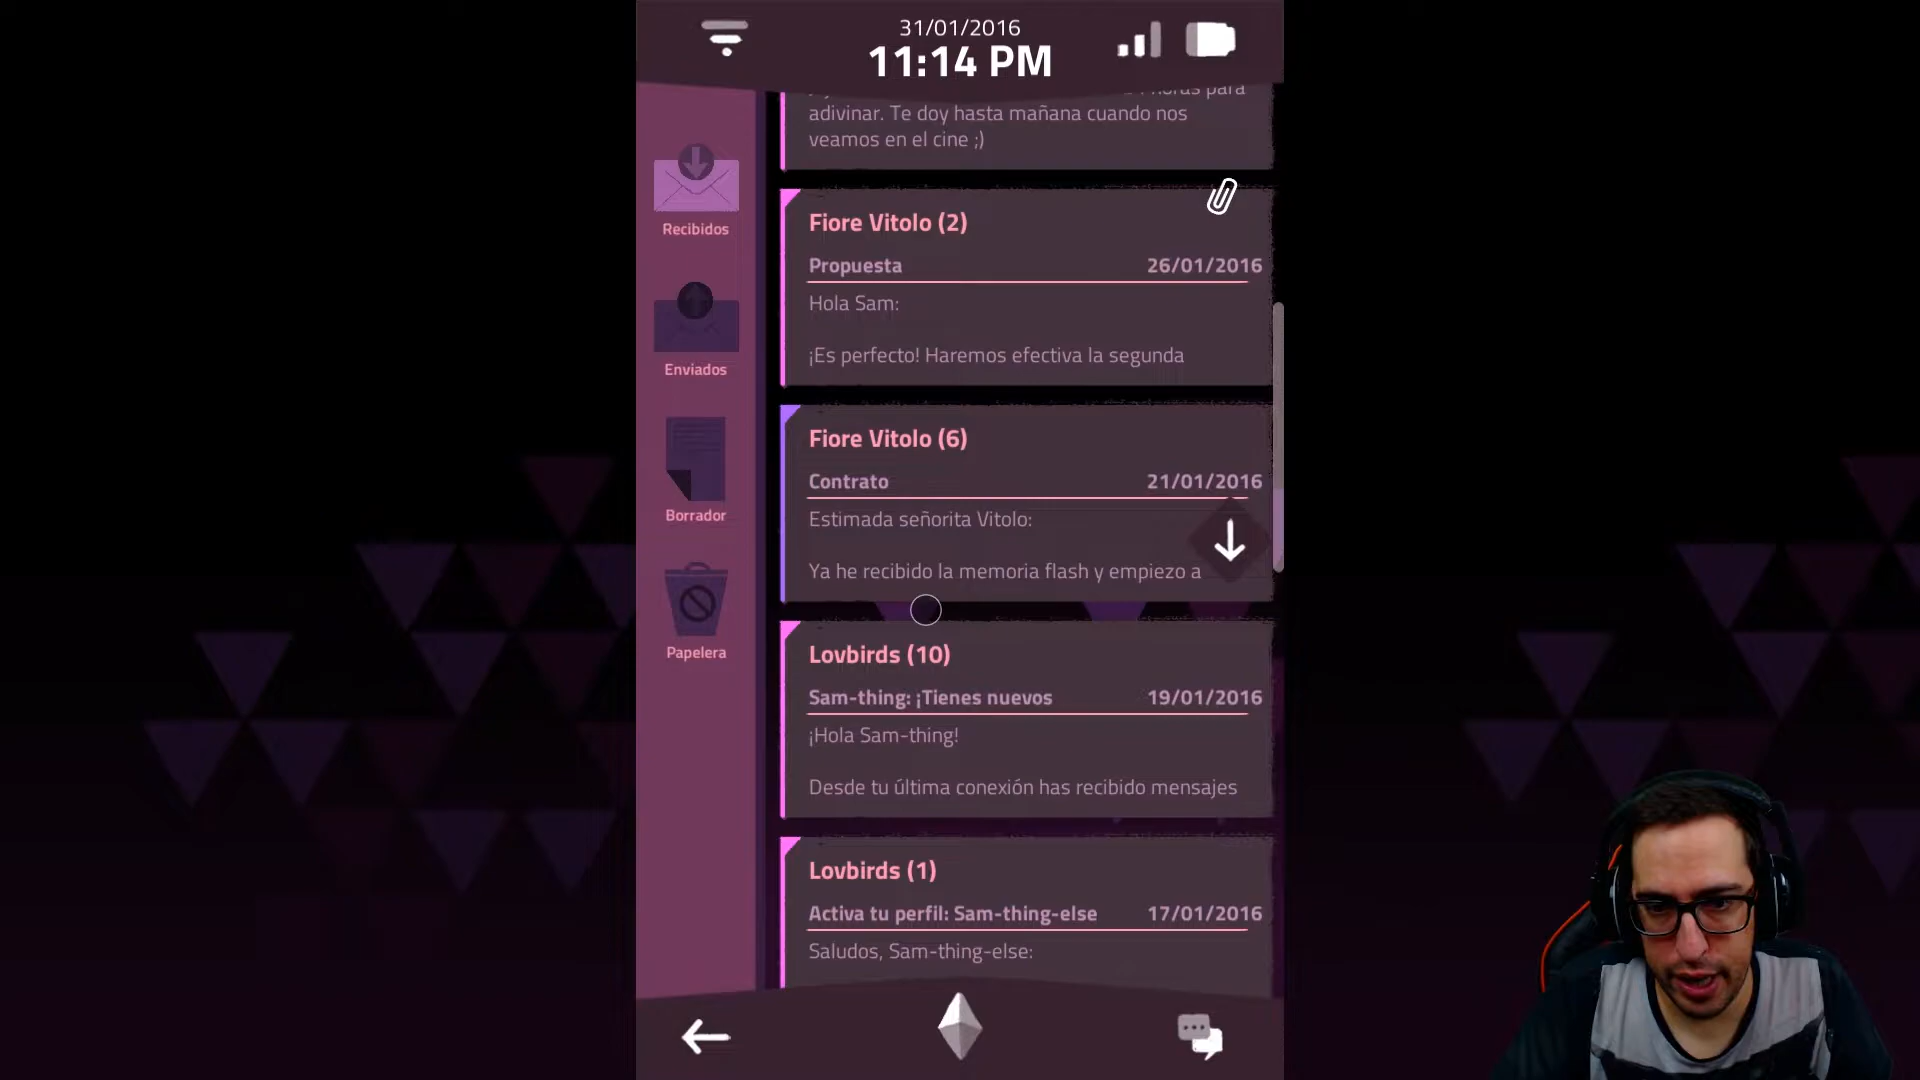 31/01/2016
11:14 PM
horas para
adivinar. Te doy hasta mañana cuando nos
veamos en el cine ;)
Recibidos
Enviados
Borrador
Papelera
Fiore Vitolo (2)
Propuesta 26/01/2016
Hola Sam:
¡Es perfecto! Haremos efectiva la segunda
Fiore Vitolo (6)
Contrato 21/01/2016
Estimada señorita Vitolo:
Ya he recibido la memoria flash y empiezo a
Lovbirds (10)
Sam-thing: ¡Tienes nuevos 19/01/2016
¡Hola Sam-thing!
Desde tu última conexión has recibido mensajes
Lovbirds (1)
Activa tu perfil: Sam-thing-else 17/01/2016
Saludos, Sam-thing-else: